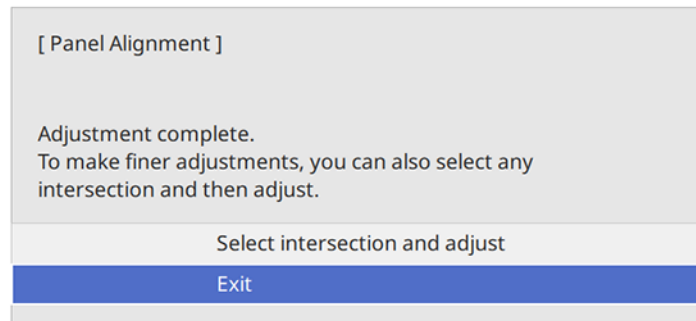 [ Panel Alignment ]
Adjustment complete.
To make finer adjustments, you can also select any
intersection and then adjust.
Select intersection and adjust
Exit